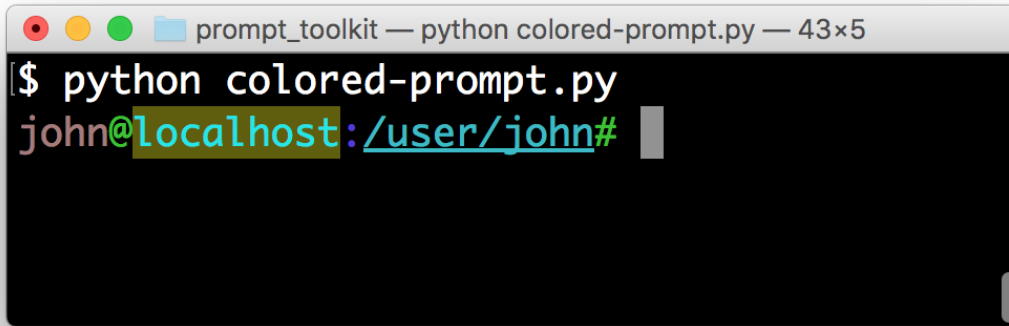 prompt_toolkit — python colored-prompt.py — 43×5
[$ python colored-prompt.py
john@localhost:/user/john#